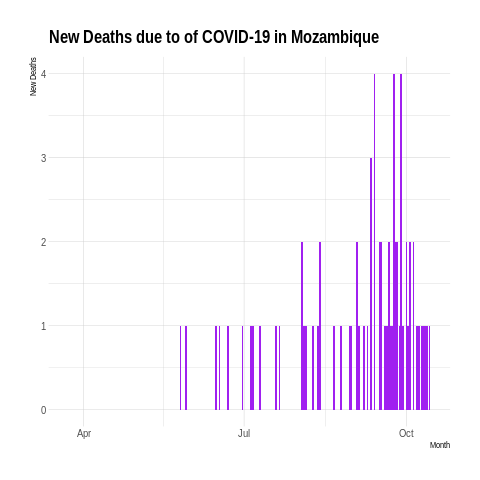 New Deaths due to of COVID-19 in Mozambique
New Deaths
4
3
2
1
0
Apr Jul Oct
Month